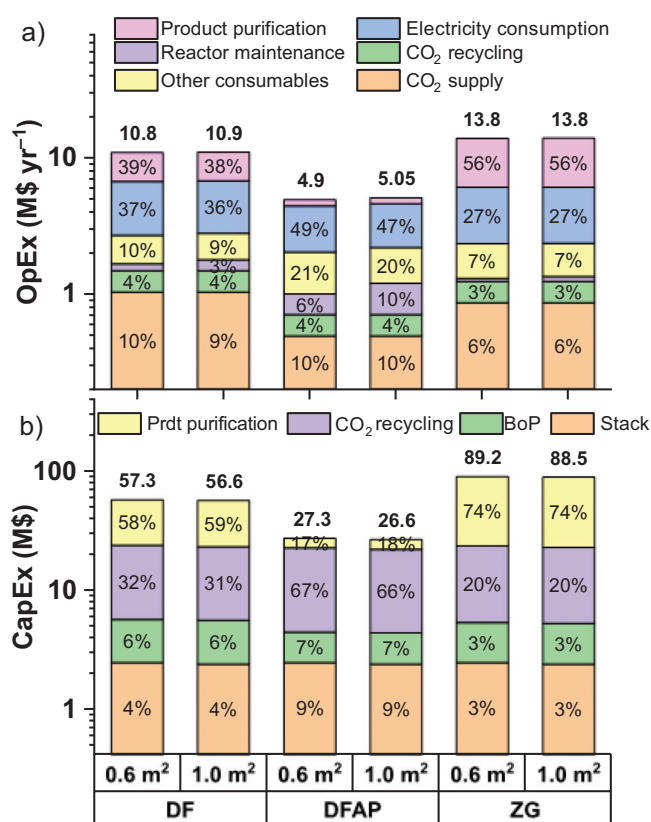 a)
Product purification Electricity consumption
Reactor maintenance CO₂ recycling
Other consumables CO₂ supply
OpEx (M$ yr⁻¹)
10
1
10.8 10.9 4.9 5.05 13.8 13.8
39% 38% 56% 56%
37% 36% 49% 47% 27% 27%
10% 9% 21% 20% 7% 7%
3% 6% 10%
4% 4% 4% 4% 3% 3%
10% 9% 10% 10% 6% 6%
b)
Prdt purification CO₂ recycling BoP Stack
CapEx (M$)
100
10
1
57.3 56.6 27.3 26.6 89.2 88.5
58% 59% 17% 18% 74% 74%
32% 31% 67% 66% 20% 20%
6% 6% 7% 7% 3% 3%
4% 4% 9% 9% 3% 3%
0.6 m² 1.0 m² 0.6 m² 1.0 m² 0.6 m² 1.0 m²
DF DFAP ZG